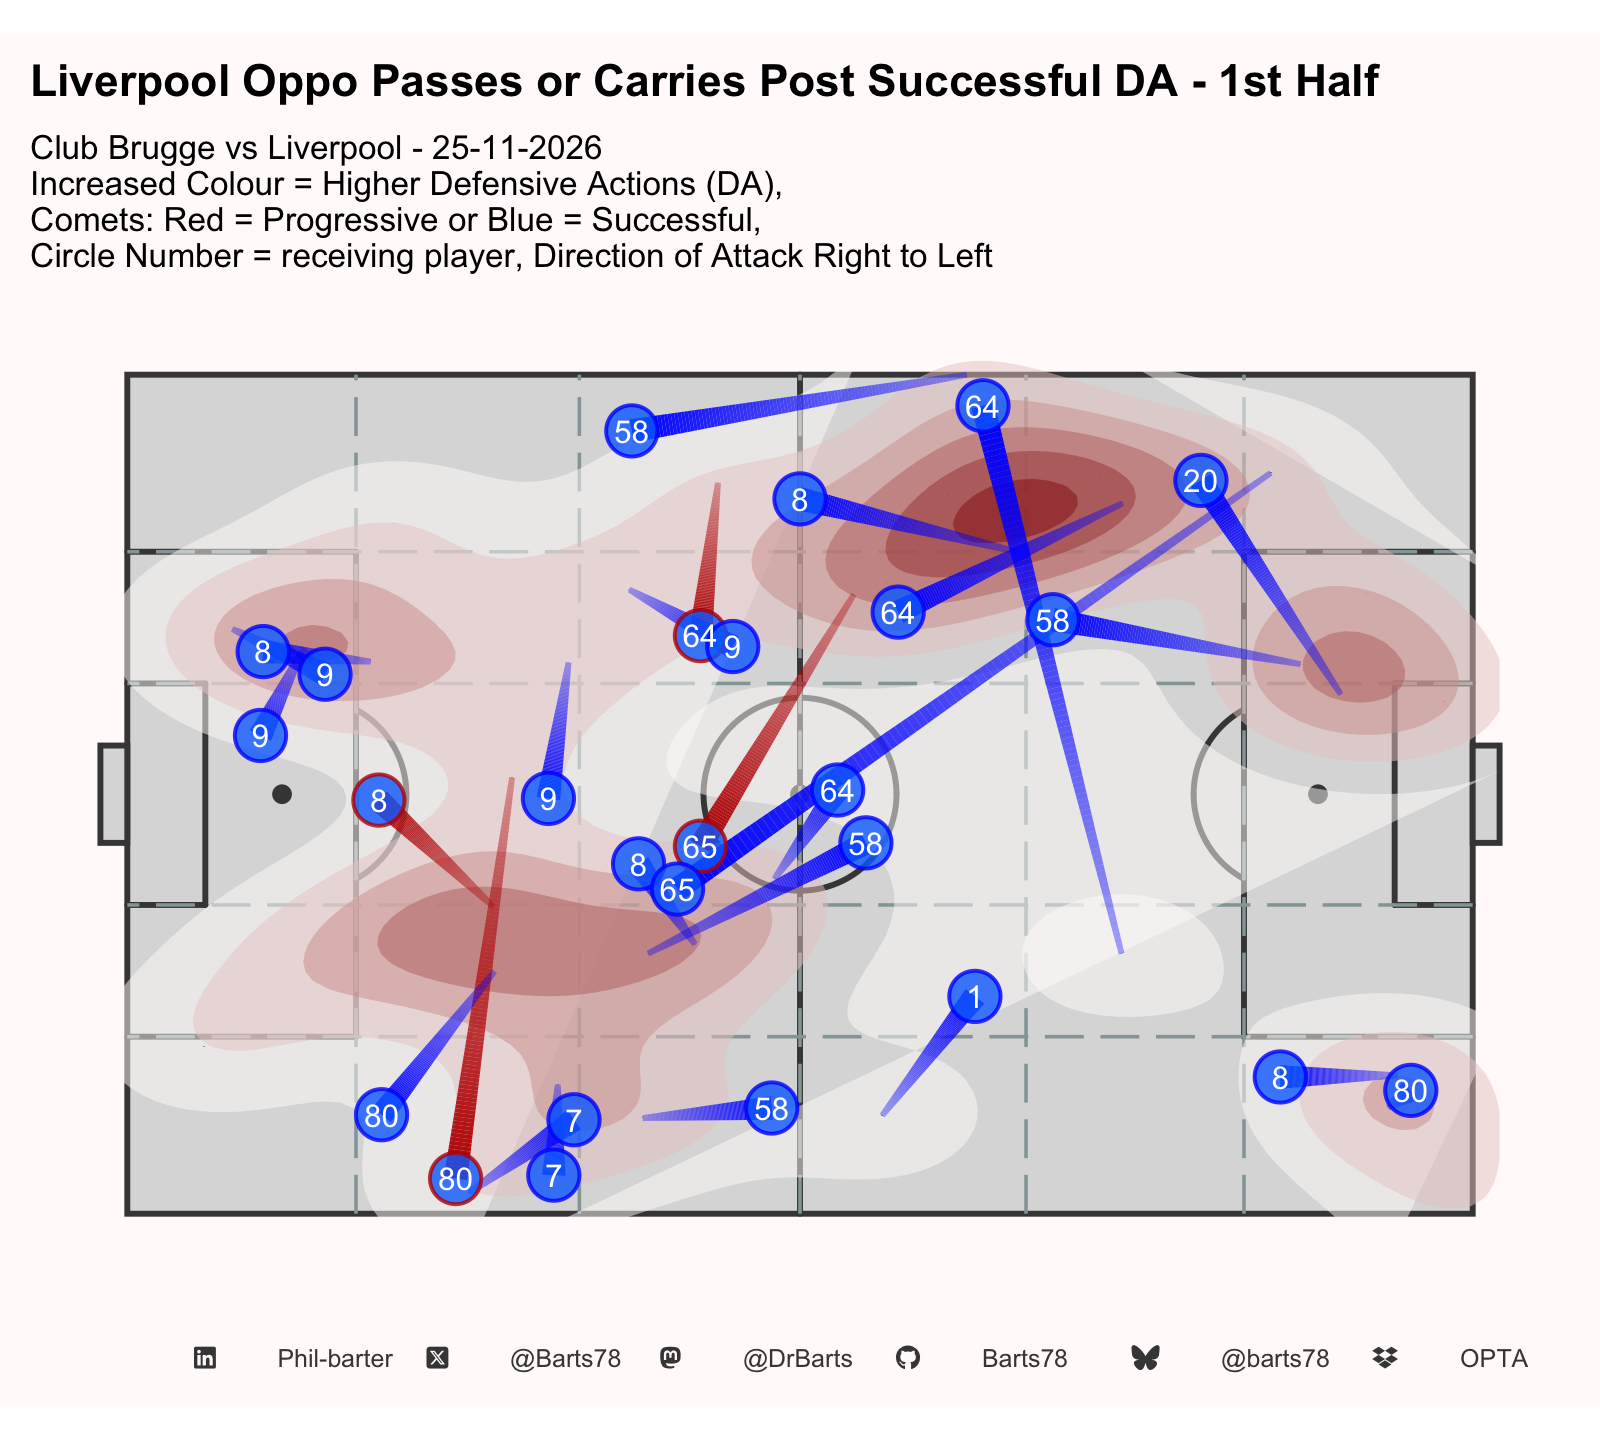 Liverpool Oppo Passes or Carries Post Successful DA - 1st Half
Club Brugge vs Liverpool - 25-11-2026
Increased Colour = Higher Defensive Actions (DA),
Comets: Red = Progressive or Blue = Successful,
Circle Number = receiving player, Direction of Attack Right to Left
64
58
20
8
64
58
64
9
8
9
9
64
8
9
65
58
8
65
1
8
80
58
80
7
7
80
Phil-barter
@Barts78
@DrBarts
Barts78
@barts78
OPTA